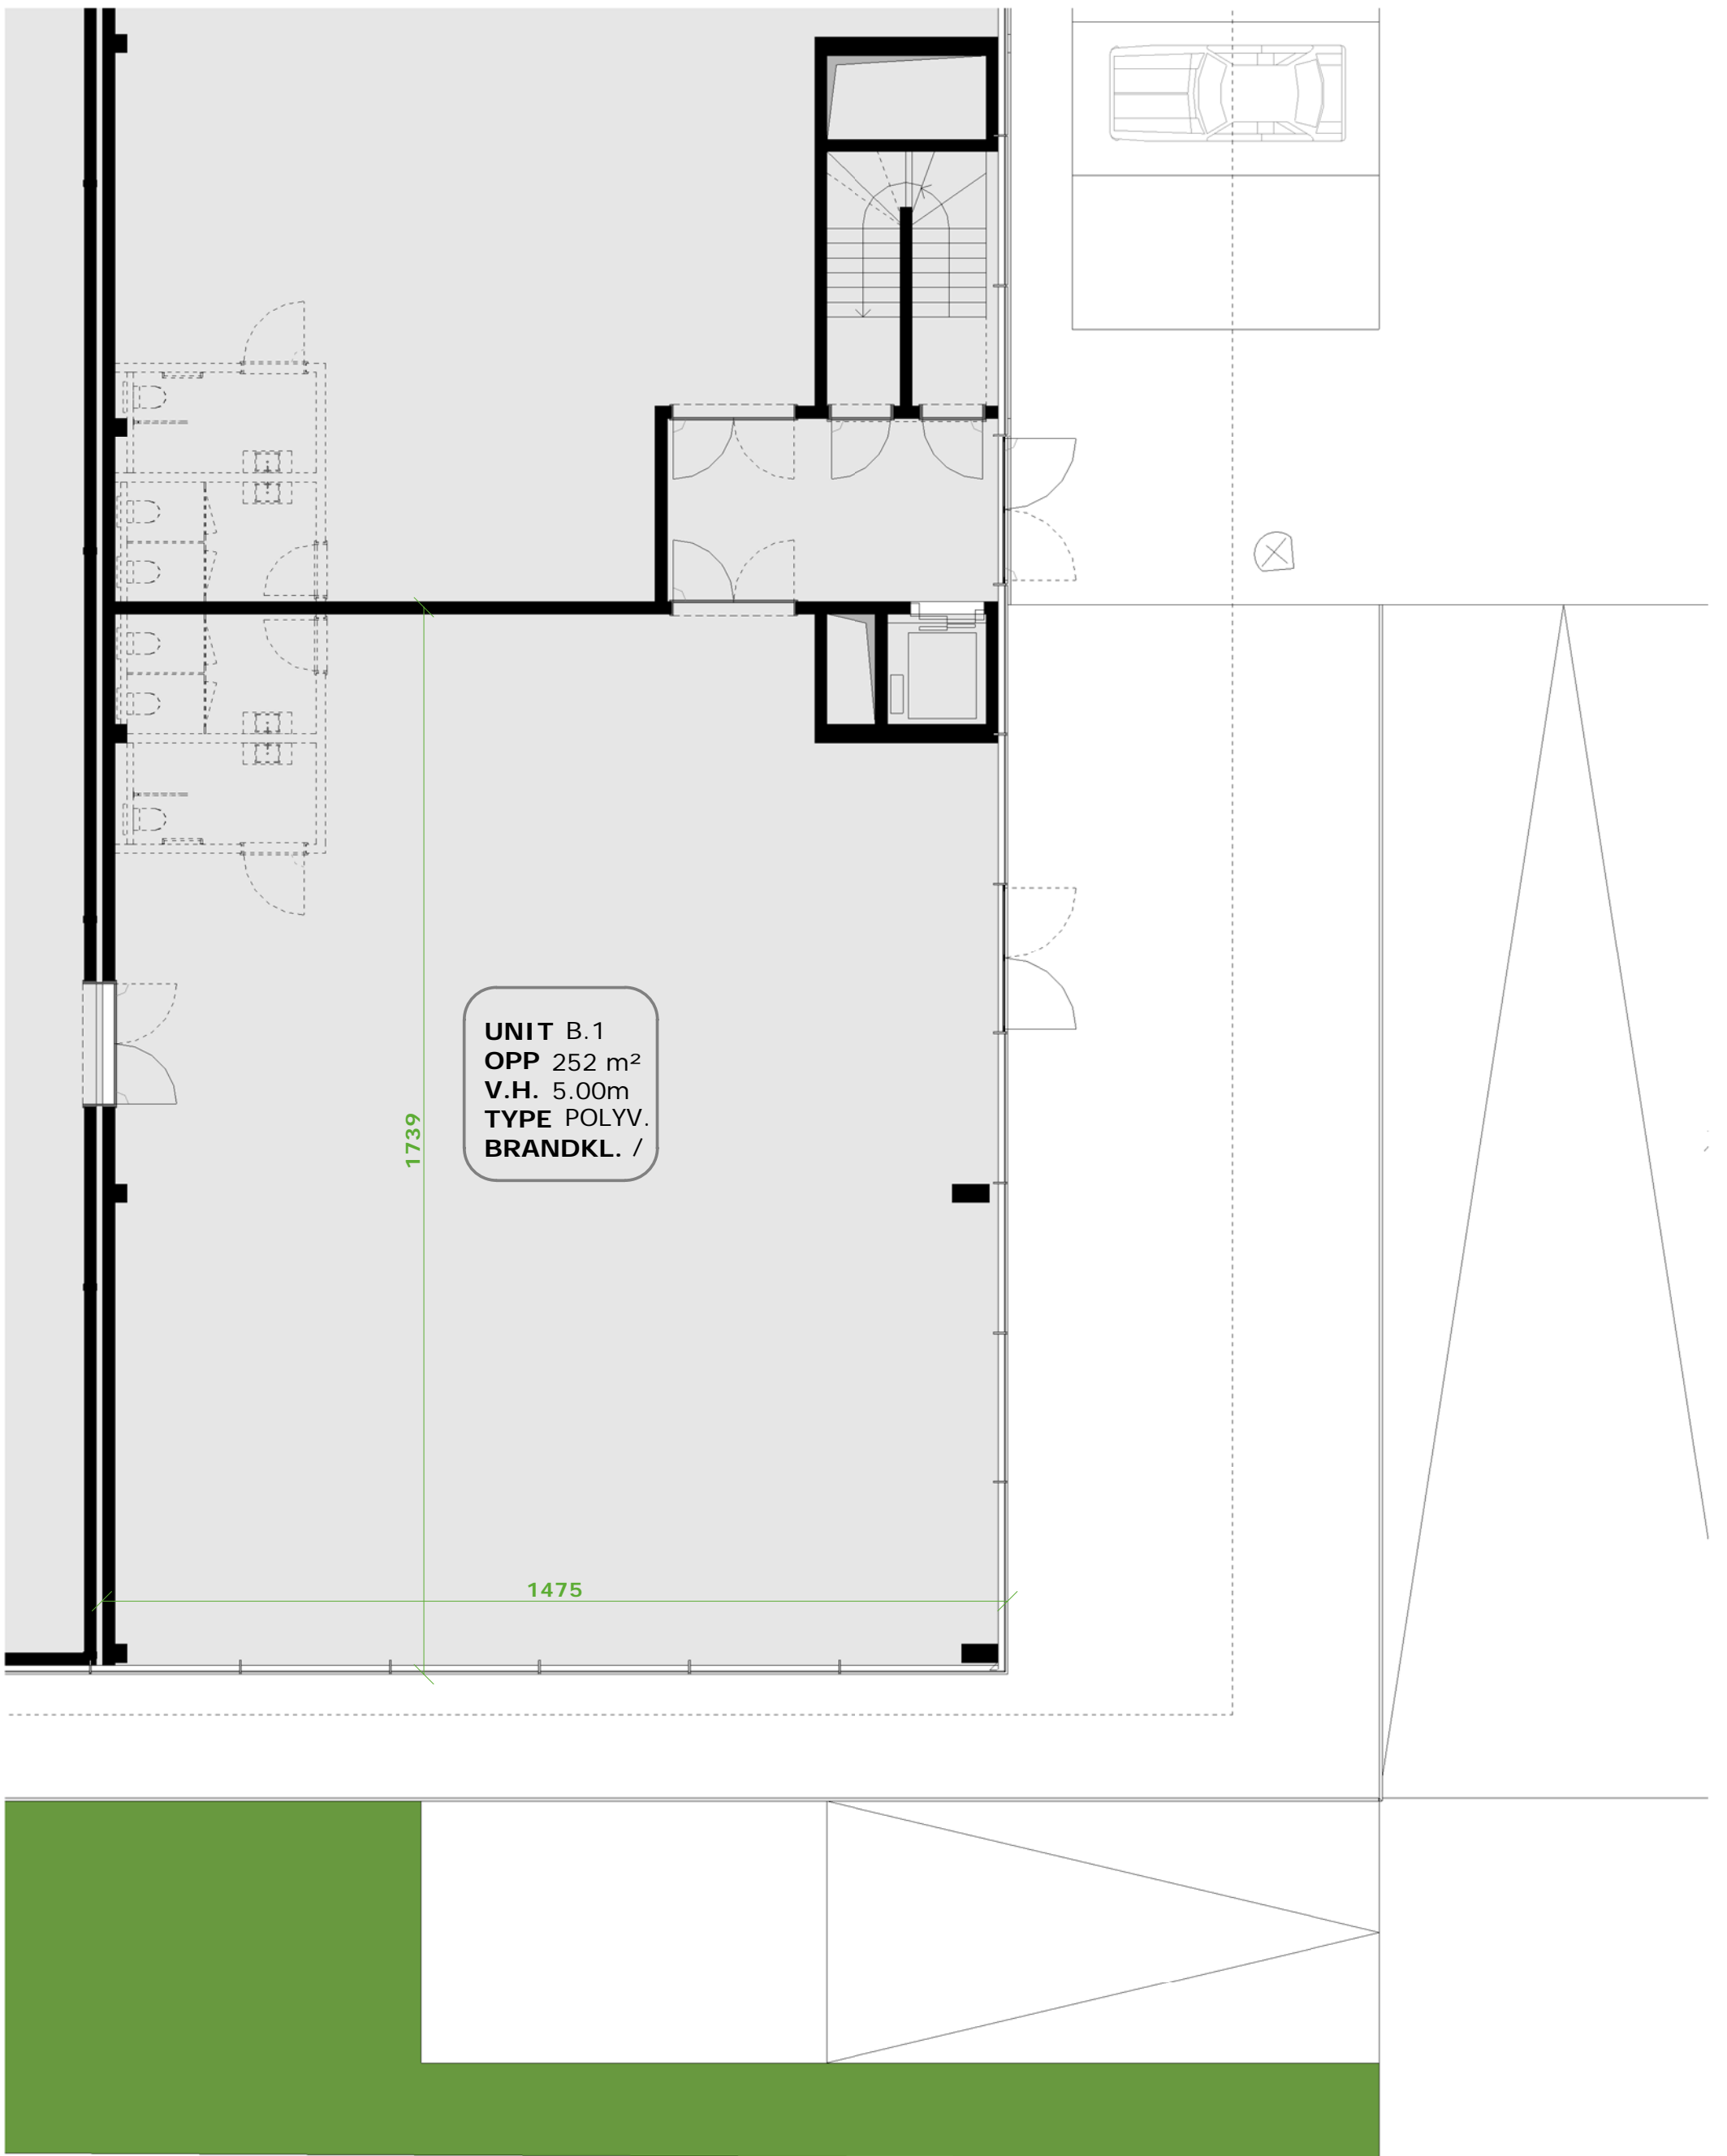 UNIT B.1
OPP 252 m²
V.H. 5.00m
TYPE POLYV.
BRANDKL. /
1739
1475